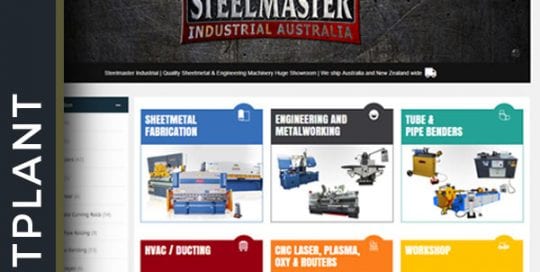 STEELMASTER
INDUSTRIAL AUSTRALIA
Steelmaster Industrial | Quality Sheetmetal & Engineering Machinery Huge Showroom | We ship Australia and New Zealand wide
TPLANT
SHEETMETAL
FABRICATION
ENGINEERING AND
METALWORKING
TUBE &
PIPE BENDERS
HVAC / DUCTING
CNC LASER, PLASMA,
OXY & ROUTERS
WORKSHOP